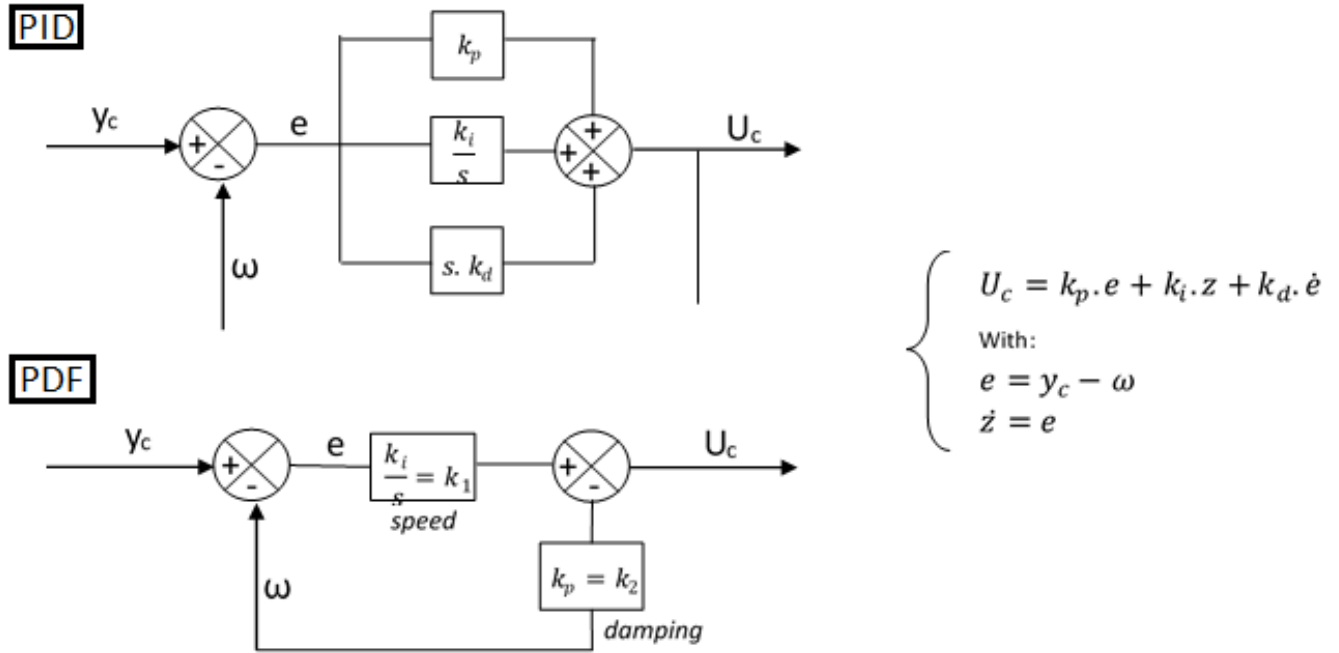 PID
k_p
y_c
+
-
e
k_i
s
+
+
+
U_c
ω
s. k_d
U_c = k_p.e + k_i.z + k_d.ė
With:
e = y_c − ω
ż = e
PDF
y_c
+
-
e
k_i
s = k_1
speed
+
-
U_c
ω
k_p = k_2
damping